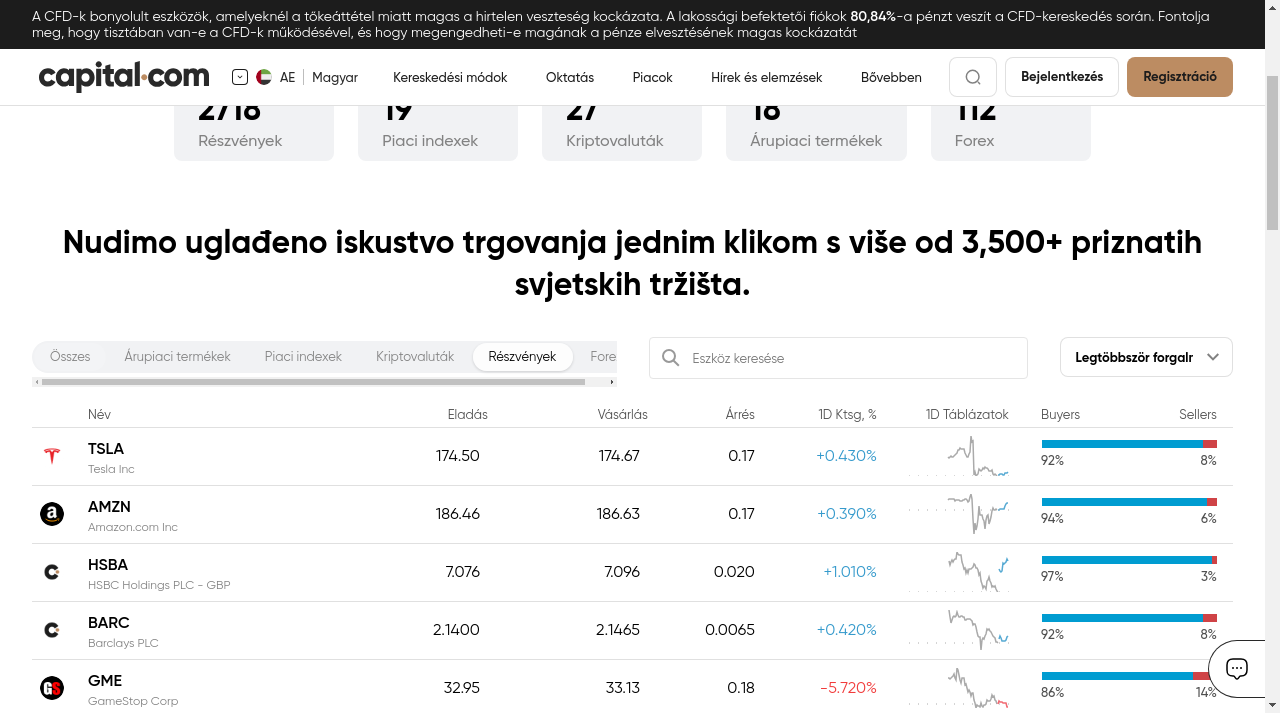 A CFD-k bonyolult eszközök, amelyeknél a tőkeáttétel miatt magas a hirtelen veszteség kockázata. A lakossági befektetői fiókok 80,84%-a pénzt veszít a CFD-kereskedés során. Fontolja
meg, hogy tisztában van-e a CFD-k működésével, és hogy megengedheti-e magának a pénze elvesztésének magas kockázatát
capital.com AE Magyar Kereskedési módok Oktatás Piacok Hírek és elemzések Bővebben Bejelentkezés Regisztráció
2718 19 27 18 112
Részvények Piaci indexek Kriptovaluták Árupiaci termékek Forex
Nudimo uglađeno iskustvo trgovanja jednim klikom s više od 3,500+ priznatih
svjetskih tržišta.
Összes Árupiaci termékek Piaci indexek Kriptovaluták Részvények Fore Eszköz keresése Legtöbbször forgalr
Név Eladás Vásárlás Árrés 1D Ktsg, % 1D Táblázatok Buyers Sellers
TSLA 174.50 174.67 0.17 +0.430%
Tesla Inc 92% 8%
AMZN 186.46 186.63 0.17 +0.390%
Amazon.com Inc 94% 6%
HSBA 7.076 7.096 0.020 +1.010%
HSBC Holdings PLC - GBP 97% 3%
BARC 2.1400 2.1465 0.0065 +0.420%
Barclays PLC 92% 8%
GME 32.95 33.13 0.18 -5.720%
GameStop Corp 86% 14%